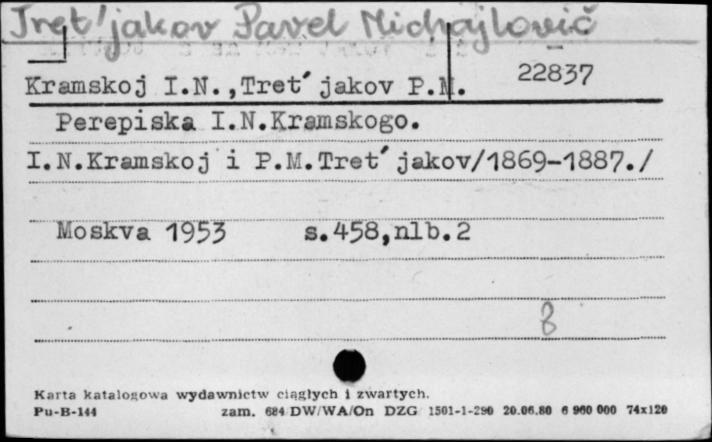 Tret'jakov Pavel Michajlovič
Kramskoj I.N.,Tret´jakov P.M. 22837
Perepiska I.N.Kramskogo.
I.N.Kramskoj i P.M.Tret´jakov/1869-1887./
Moskva 1953 s.458,nlb.2
8
Karta katalogowa wydawnictw ciągłych i zwartych.
Pu-B-144 zam. 684 DW/WA/On DZG 1501-1-290 20.06.80 6 960 000 74x120